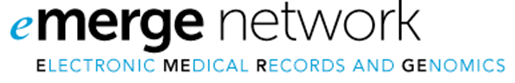 emerge network
ELECTRONIC MEDICAL RECORDS AND GENOMICS